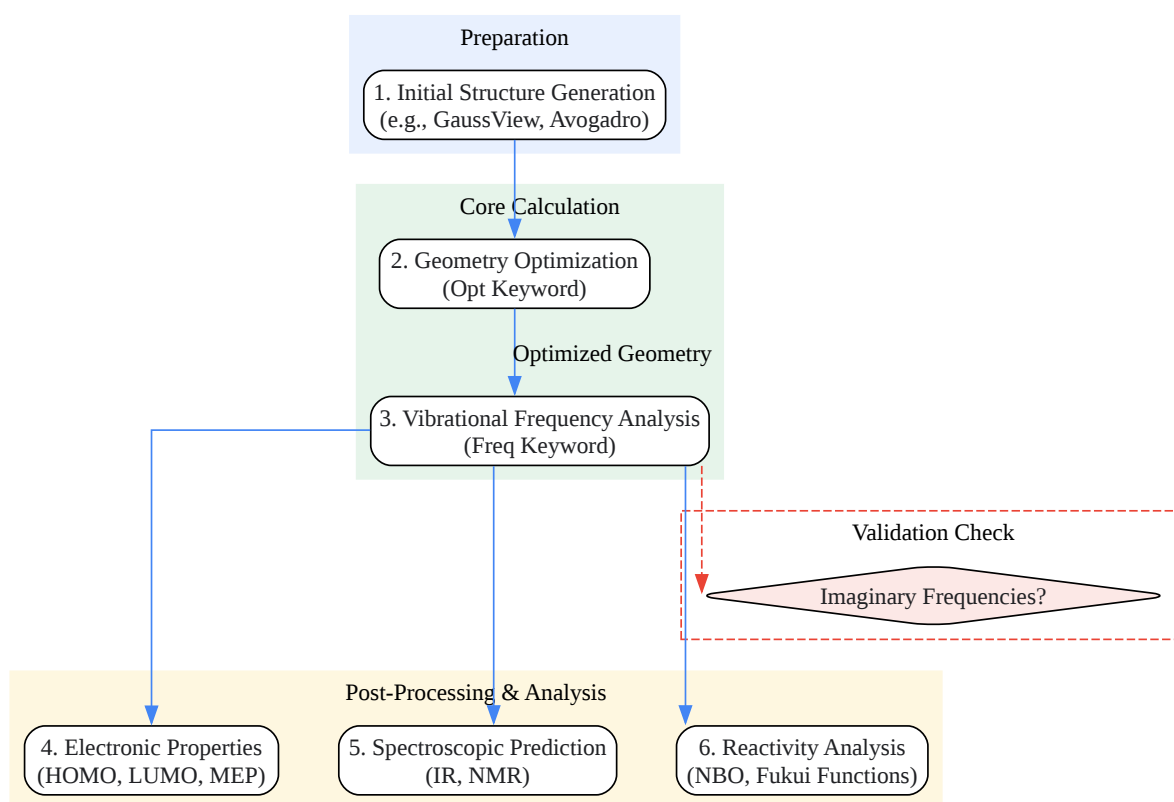 Preparation
1. Initial Structure Generation
(e.g., GaussView, Avogadro)
Core Calculation
2. Geometry Optimization
(Opt Keyword)
Optimized Geometry
3. Vibrational Frequency Analysis
(Freq Keyword)
Validation Check
Imaginary Frequencies?
Post-Processing & Analysis
4. Electronic Properties
(HOMO, LUMO, MEP)
5. Spectroscopic Prediction
(IR, NMR)
6. Reactivity Analysis
(NBO, Fukui Functions)